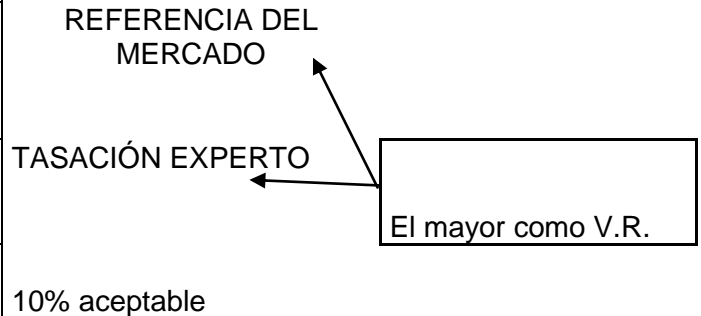 REFERENCIA DEL
MERCADO
TASACIÓN EXPERTO
El mayor como V.R.
10% aceptable